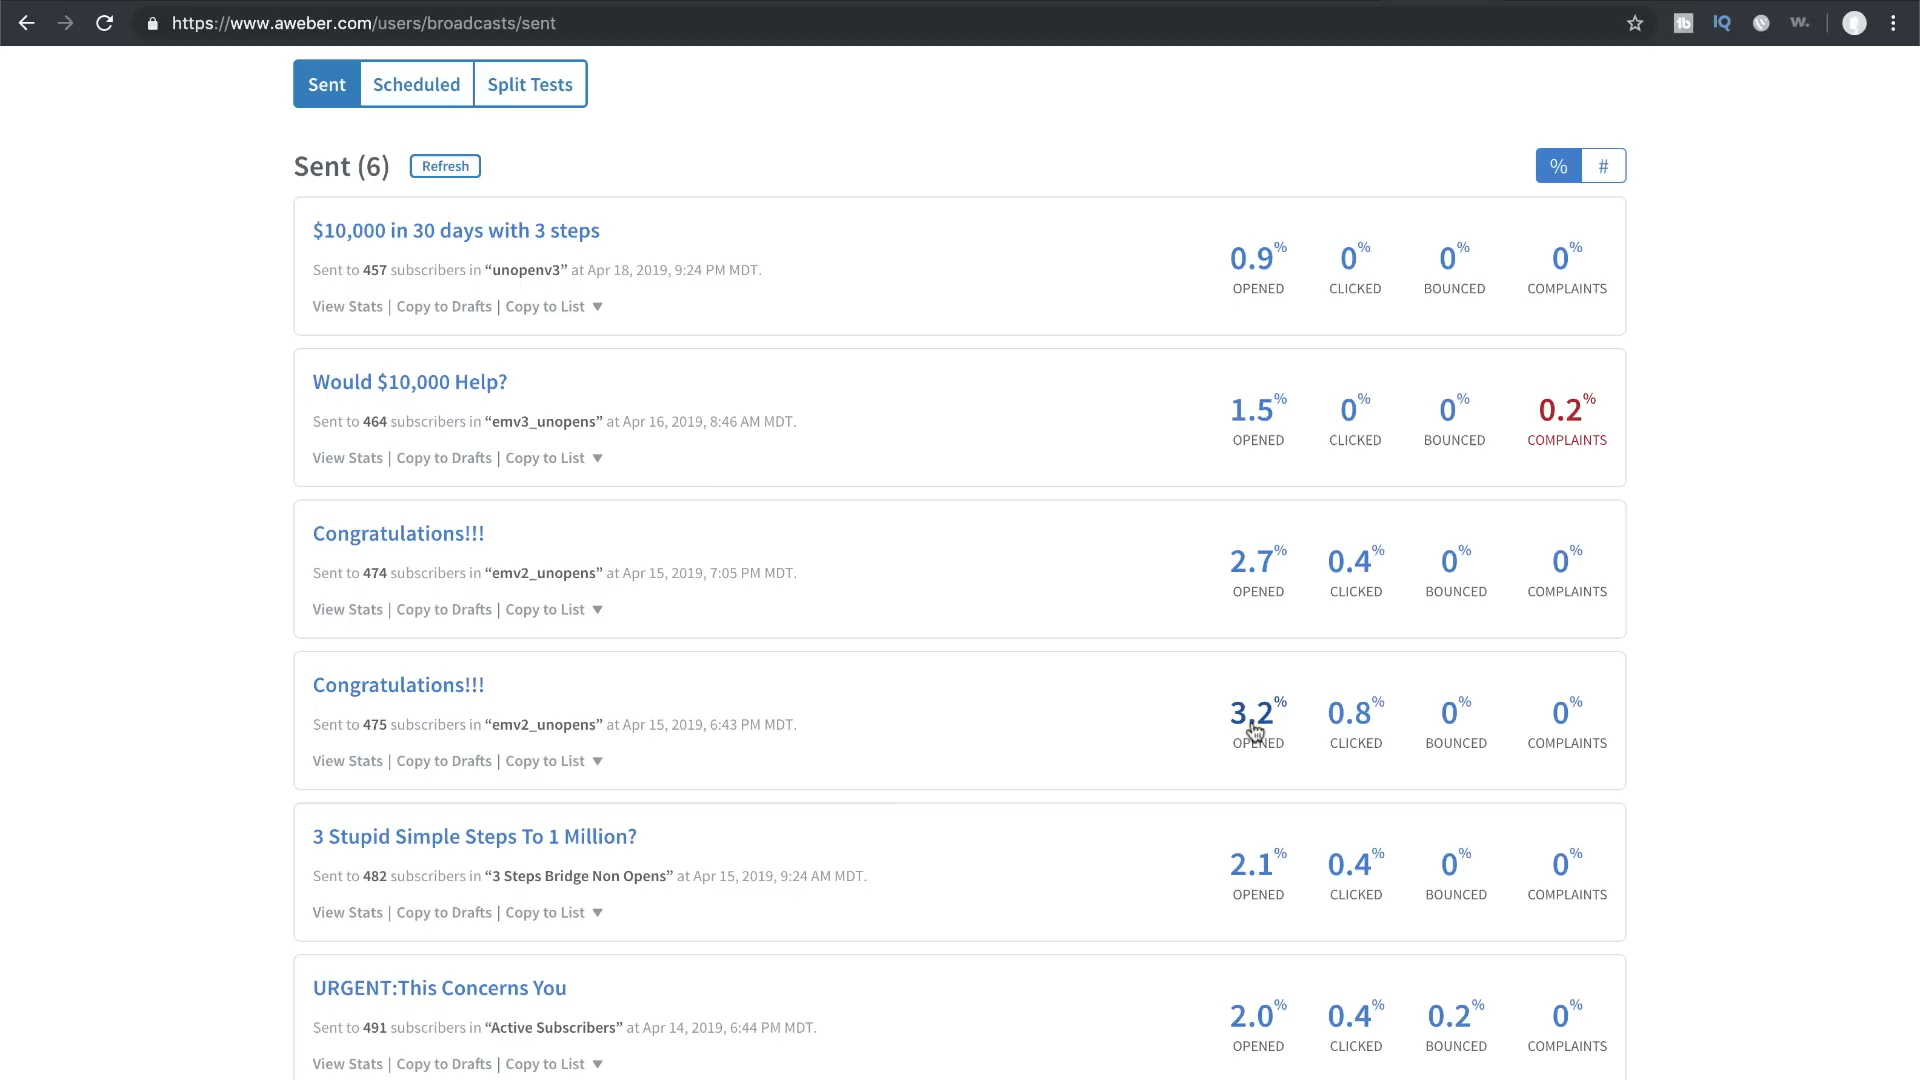 https://www.aweber.com/users/broadcasts/sent
tb IQ w.
Sent Scheduled Split Tests
Sent (6) Refresh % #
$10,000 in 30 days with 3 steps
Sent to 457 subscribers in “unopenv3” at Apr 18, 2019, 9:24 PM MDT.
View Stats | Copy to Drafts | Copy to List ▼
0.9% 0% 0% 0%
OPENED CLICKED BOUNCED COMPLAINTS
Would $10,000 Help?
Sent to 464 subscribers in “emv3_unopens” at Apr 16, 2019, 8:46 AM MDT.
View Stats | Copy to Drafts | Copy to List ▼
1.5% 0% 0% 0.2%
OPENED CLICKED BOUNCED COMPLAINTS
Congratulations!!!
Sent to 474 subscribers in “emv2_unopens” at Apr 15, 2019, 7:05 PM MDT.
View Stats | Copy to Drafts | Copy to List ▼
2.7% 0.4% 0% 0%
OPENED CLICKED BOUNCED COMPLAINTS
Congratulations!!!
Sent to 475 subscribers in “emv2_unopens” at Apr 15, 2019, 6:43 PM MDT.
View Stats | Copy to Drafts | Copy to List ▼
3.2% 0.8% 0% 0%
OPENED CLICKED BOUNCED COMPLAINTS
3 Stupid Simple Steps To 1 Million?
Sent to 482 subscribers in “3 Steps Bridge Non Opens” at Apr 15, 2019, 9:24 AM MDT.
View Stats | Copy to Drafts | Copy to List ▼
2.1% 0.4% 0% 0%
OPENED CLICKED BOUNCED COMPLAINTS
URGENT:This Concerns You
Sent to 491 subscribers in “Active Subscribers” at Apr 14, 2019, 6:44 PM MDT.
View Stats | Copy to Drafts | Copy to List ▼
2.0% 0.4% 0.2% 0%
OPENED CLICKED BOUNCED COMPLAINTS